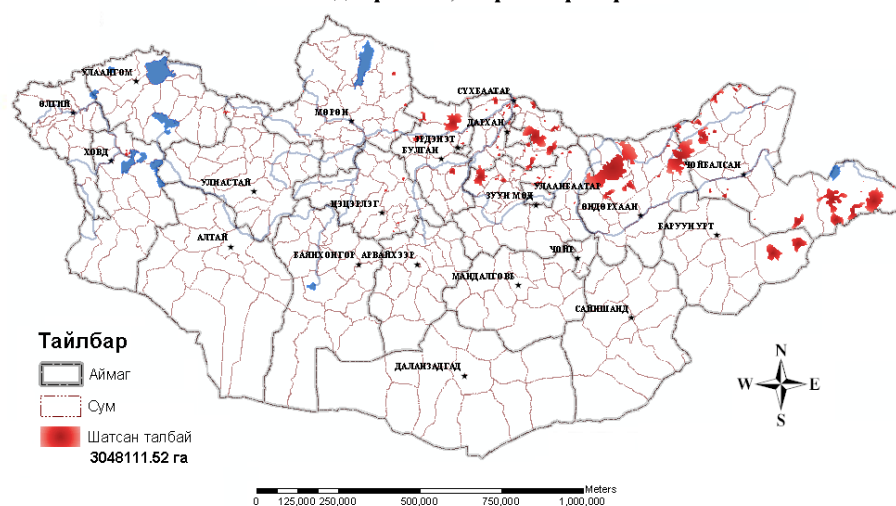 УЛААНГОМ
ӨЛГИЙ
ХОВД
МӨРӨН
СҮХБААТАР
ДАРХАН
ЭРДЭНЭТ
БУЛГАН
УЛИАСТАЙ
ЦЭЦЭРЛЭГ
УЛААНБААТАР
ЗУУН МОД
ЧОЙБАЛСАН
ӨНДӨРХААН
БАРУУН УРТ
АЛТАЙ
БАЯНХОНГОР
АРВАЙХЭЭР
ЧОЙР
МАНДАЛГОВЬ
САЙНШАНД
ДАЛАНЗАДГАД
Тайлбар
Аймаг
Сум
Шатсан талбай
3048111.52 га
N
W E
S
Meters
0 125,000 250,000 500,000 750,000 1,000,000